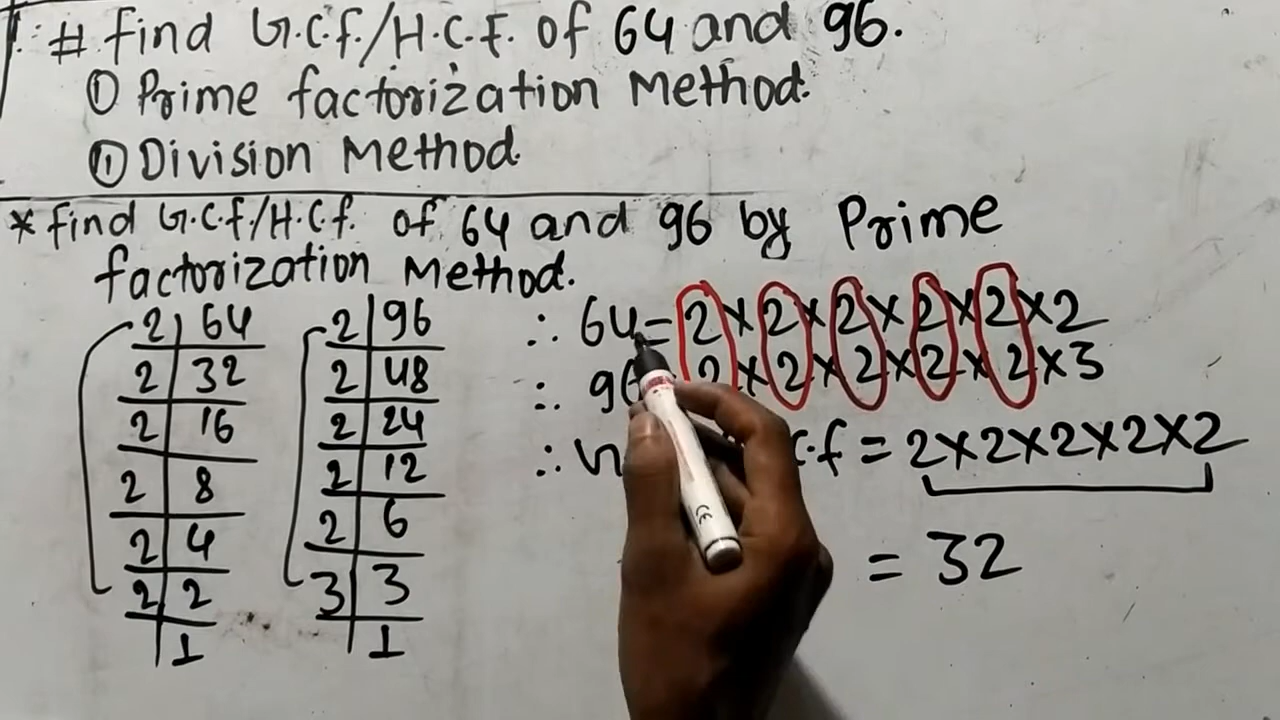 # find G.C.f./H.C.F. of 64 and 96.
① Prime factorization Method.
① Division Method.
* find G.C.f/H.C.f. of 64 and 96 by Prime
factorization Method.
2 | 64
2 | 32
2 | 16
2 | 8
2 | 4
2 | 2
1
2 | 96
2 | 48
2 | 24
2 | 12
2 | 6
3 | 3
1
∴ 64 = 2×2×2×2×2×2
∴ 96 2×2×2×2×2×3
∴ c.f = 2×2×2×2×2
= 32
CE